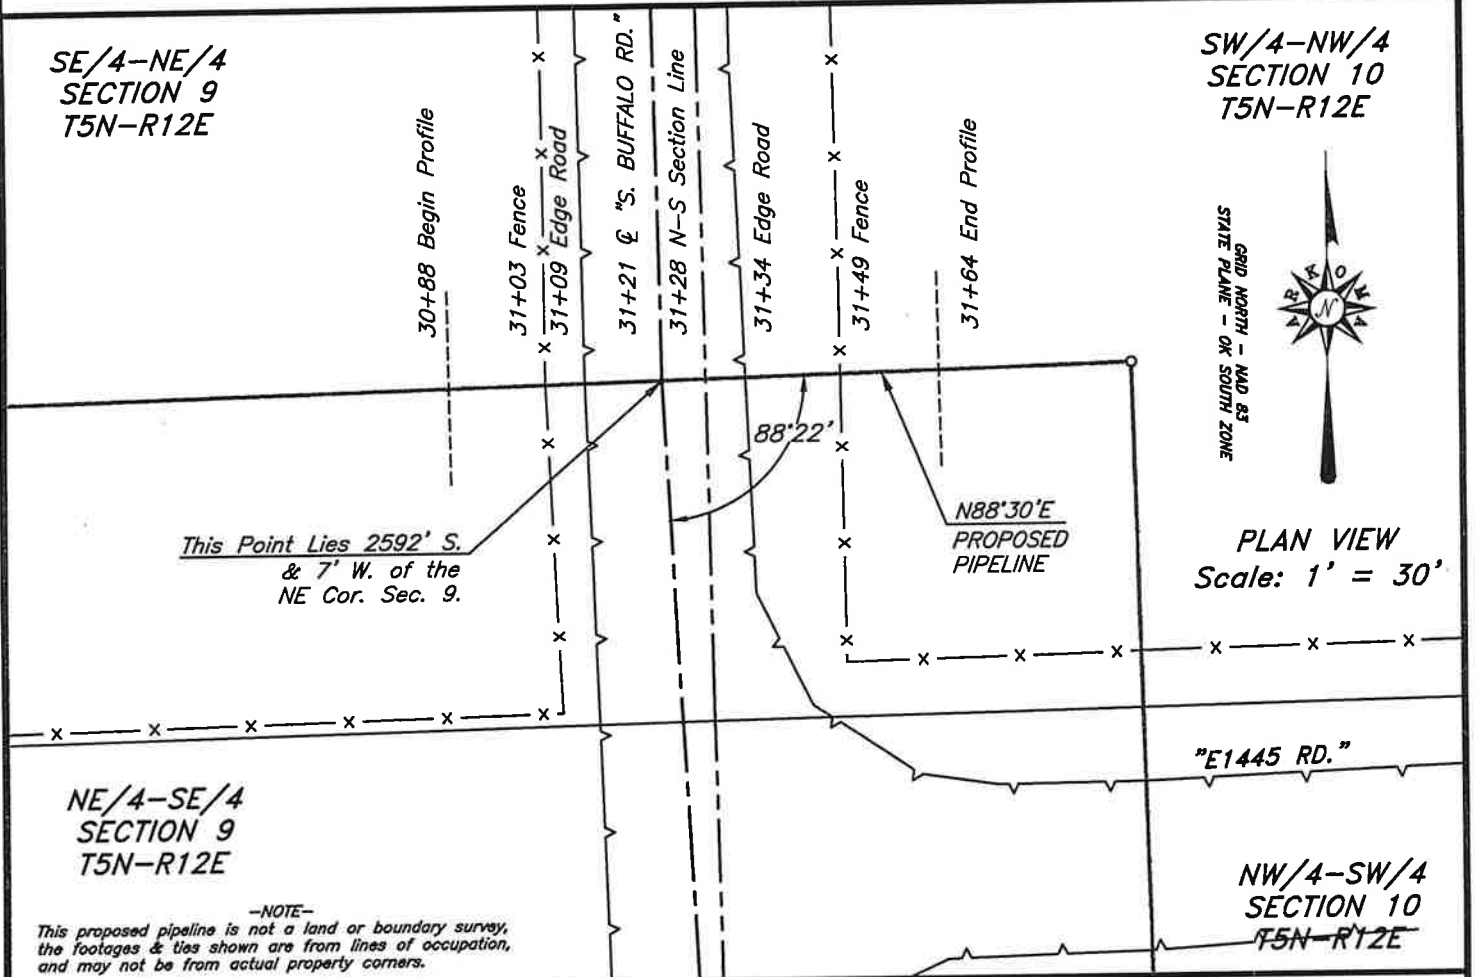 SE/4-NE/4
SECTION 9
T5N-R12E
SW/4-NW/4
SECTION 10
T5N-R12E
30+88 Begin Profile
31+03 Fence
31+09 Edge Road
31+21 ℄ "S. BUFFALO RD."
31+28 N-S Section Line
31+34 Edge Road
31+49 Fence
31+64 End Profile
GRID NORTH - NAD 83
STATE PLANE - OK SOUTH ZONE
ARKOMA
N
88°22'
This Point Lies 2592' S.
& 7' W. of the
NE Cor. Sec. 9.
N88°30'E
PROPOSED
PIPELINE
PLAN VIEW
Scale: 1' = 30'
"E1445 RD."
NE/4-SE/4
SECTION 9
T5N-R12E
NW/4-SW/4
SECTION 10
T5N-R12E
-NOTE-
This proposed pipeline is not a land or boundary survey,
the footages & ties shown are from lines of occupation,
and may not be from actual property corners.